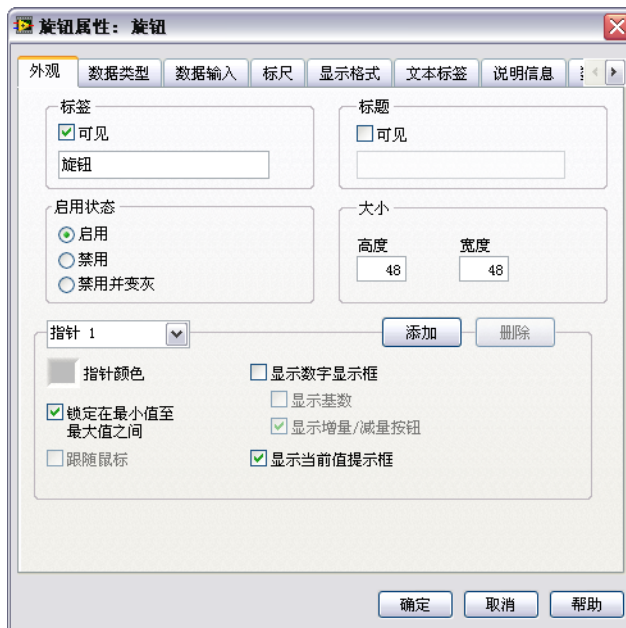 旋钮属性：旋钮
外观 数据类型 数据输入 标尺 显示格式 文本标签 说明信息
标签
可见
旋钮
标题
可见
启用状态
启用
禁用
禁用并变灰
大小
高度 宽度
48 48
指针 1 添加 删除
指针颜色
锁定在最小值至
最大值之间
跟随鼠标
显示数字显示框
显示基数
显示增量/减量按钮
显示当前值提示框
确定 取消 帮助